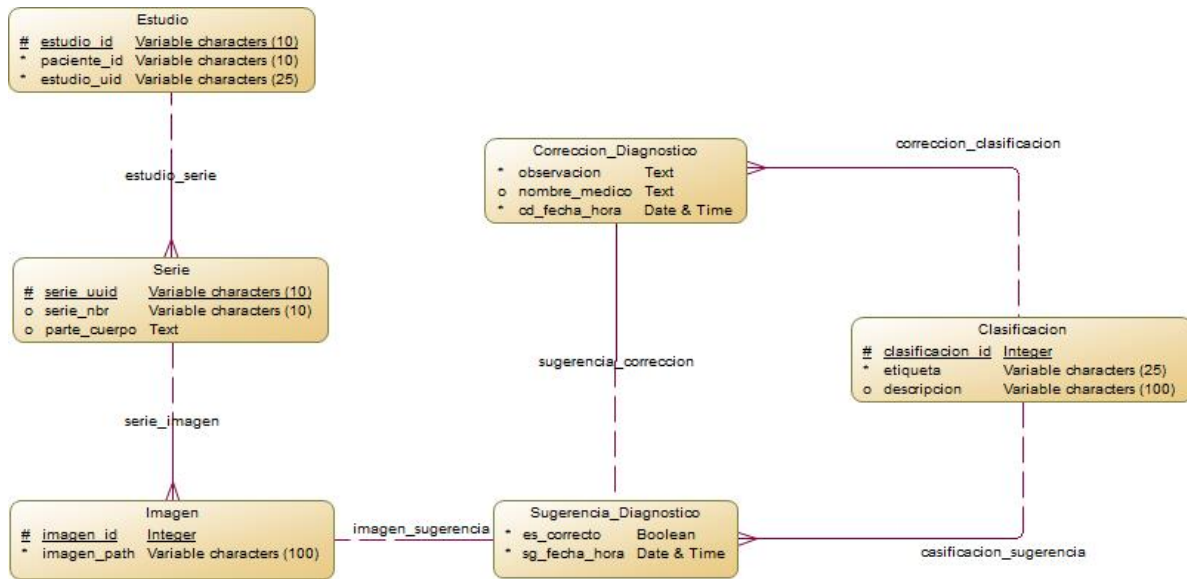 Estudio
# estudio_id Variable characters (10)
* paciente_id Variable characters (10)
* estudio_uid Variable characters (25)
estudio_serie
Serie
# serie_uuid Variable characters (10)
o serie_nbr Variable characters (10)
o parte_cuerpo Text
serie_imagen
Imagen
# imagen_id Integer
* imagen_path Variable characters (100)
imagen_sugerencia
Correccion_Diagnostico
* observacion Text
o nombre_medico Text
* cd_fecha_hora Date & Time
sugerencia_correccion
Sugerencia_Diagnostico
* es_correcto Boolean
* sg_fecha_hora Date & Time
correccion_clasificacion
Clasificacion
# clasificacion_id Integer
* etiqueta Variable characters (25)
o descripcion Variable characters (100)
casificacion_sugerencia